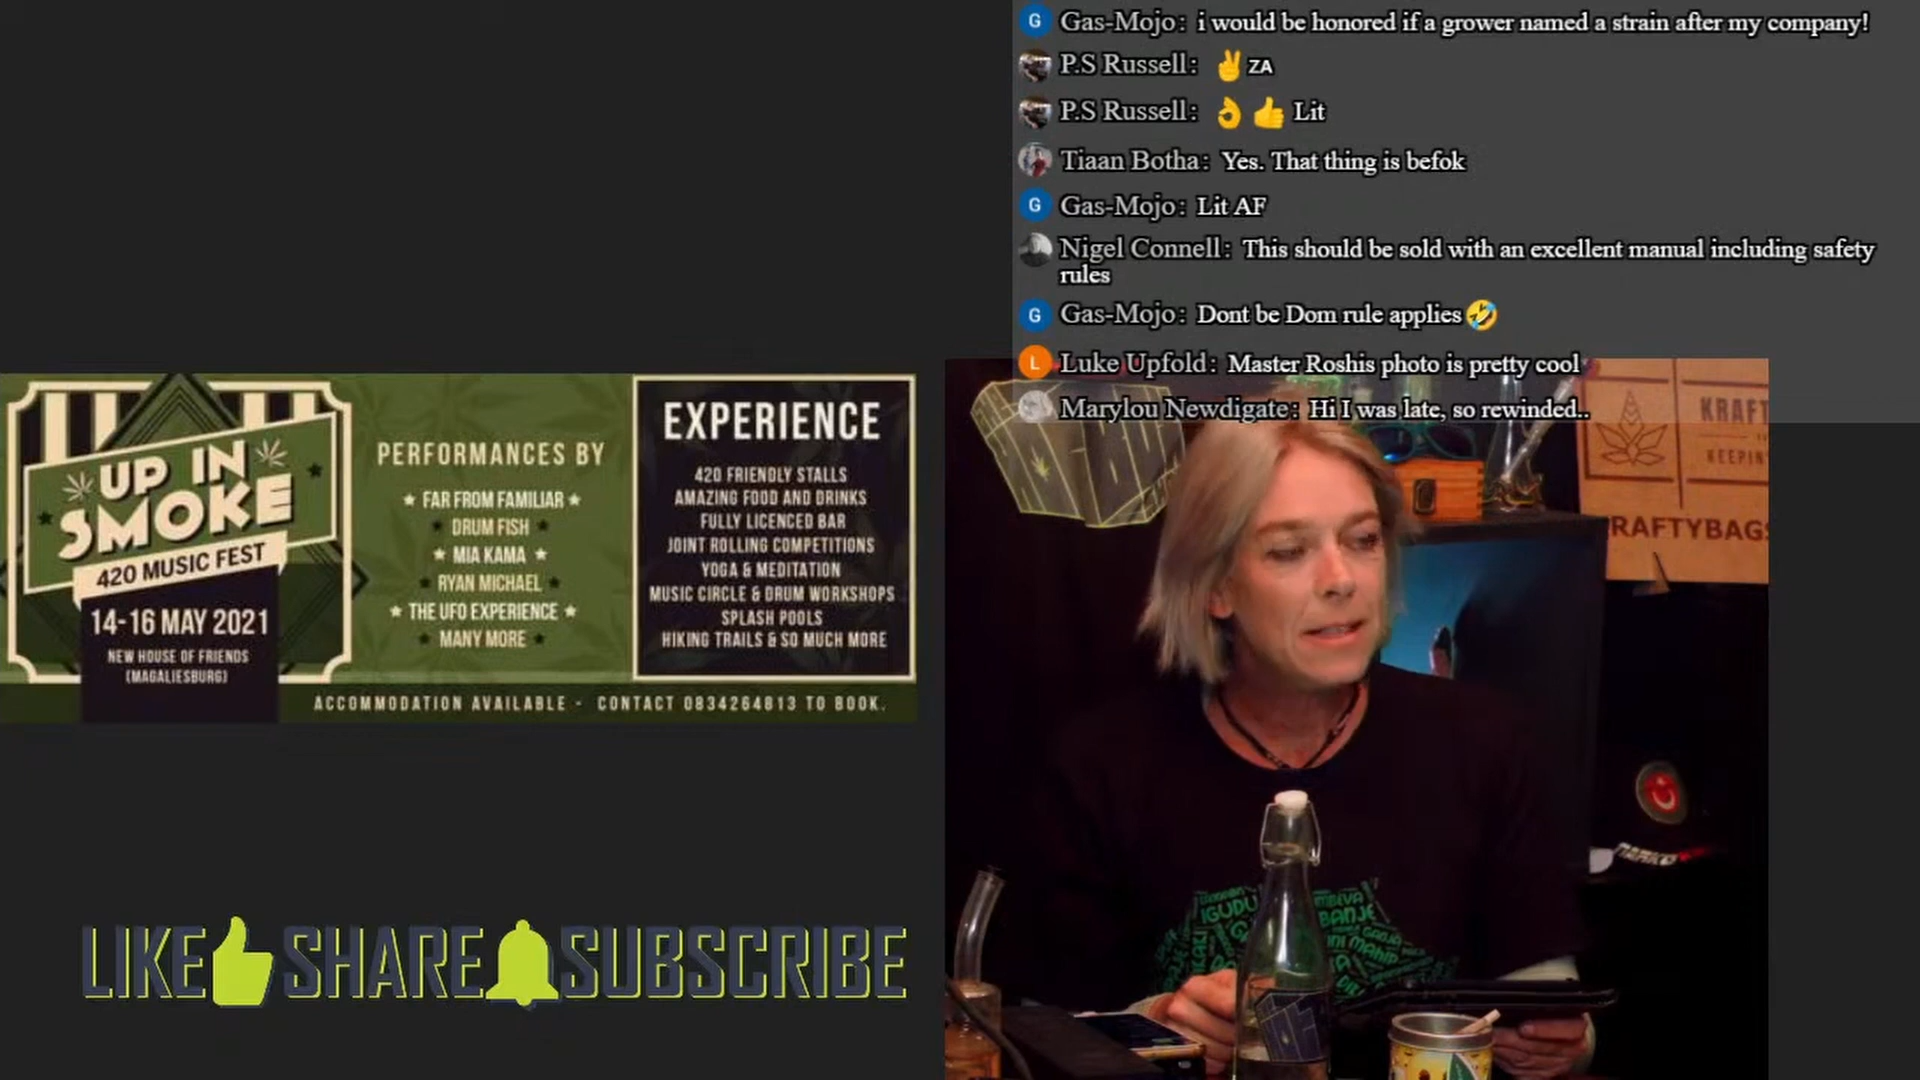 Gas-Mojo: i would be honored if a grower named a strain after my company!
P.S Russell: ✌️ ZA
P.S Russell: 👌 👍 Lit
Tiaan Botha: Yes. That thing is befok
Gas-Mojo: Lit AF
Nigel Connell: This should be sold with an excellent manual including safety
rules
Gas-Mojo: Dont be Dom rule applies🤣
Luke Upfold: Master Roshis photo is pretty cool
Marylou Newdigate: Hi I was late, so rewinded..
UP IN
SMOKE
420 MUSIC FEST
14-16 MAY 2021
NEW HOUSE OF FRIENDS
(MAGALIESBURG)
PERFORMANCES BY
FAR FROM FAMILIAR
DRUM FISH
MIA KAMA
RYAN MICHAEL
THE UFO EXPERIENCE
MANY MORE
EXPERIENCE
420 FRIENDLY STALLS
AMAZING FOOD AND DRINKS
FULLY LICENCED BAR
JOINT ROLLING COMPETITIONS
YOGA & MEDITATION
MUSIC CIRCLE & DRUM WORKSHOPS
SPLASH POOLS
HIKING TRAILS & SO MUCH MORE
ACCOMMODATION AVAILABLE - CONTACT 0834264813 TO BOOK.
KRAFT
KEEPIN
RAFTYBAGS
IGUDU
BANJE
LIKE SHARE SUBSCRIBE